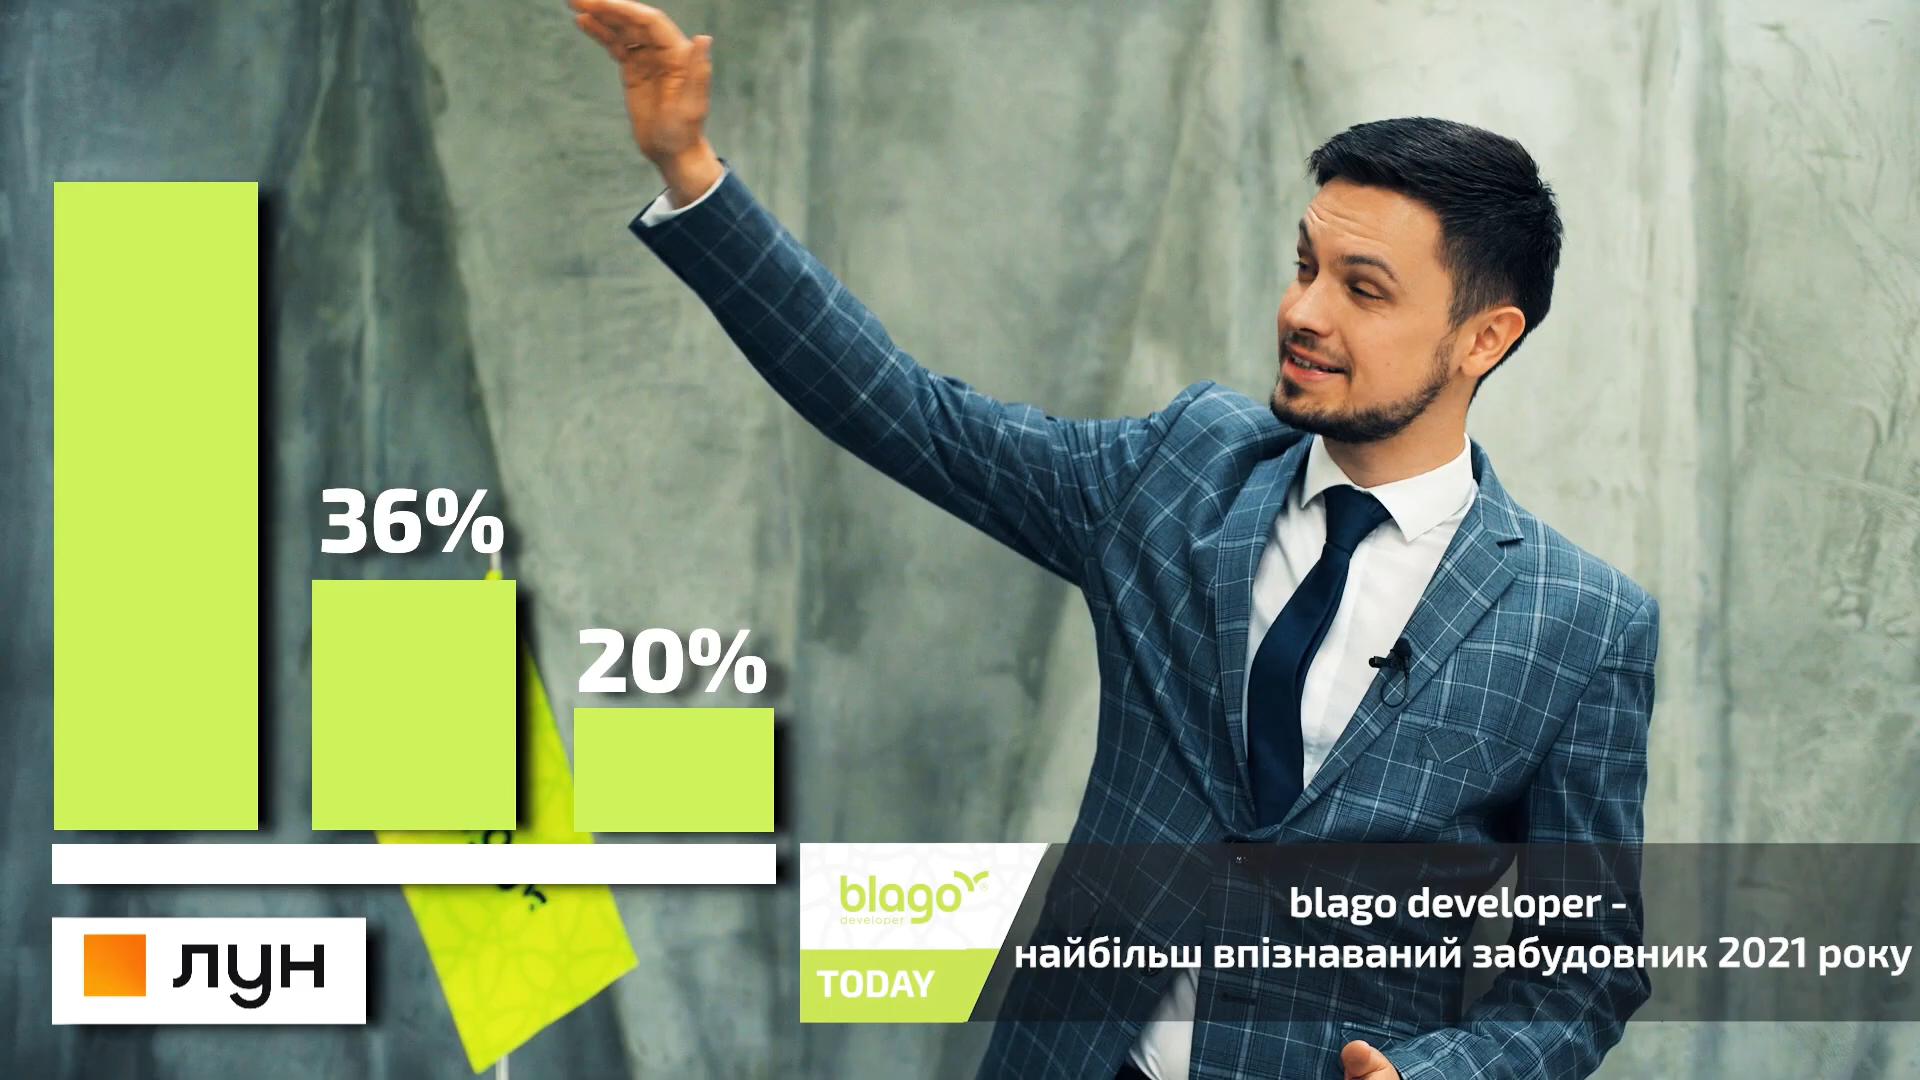 36%
20%
лун
blago
developer
TODAY
blago developer -
найбільш впізнаваний забудовник 2021 року